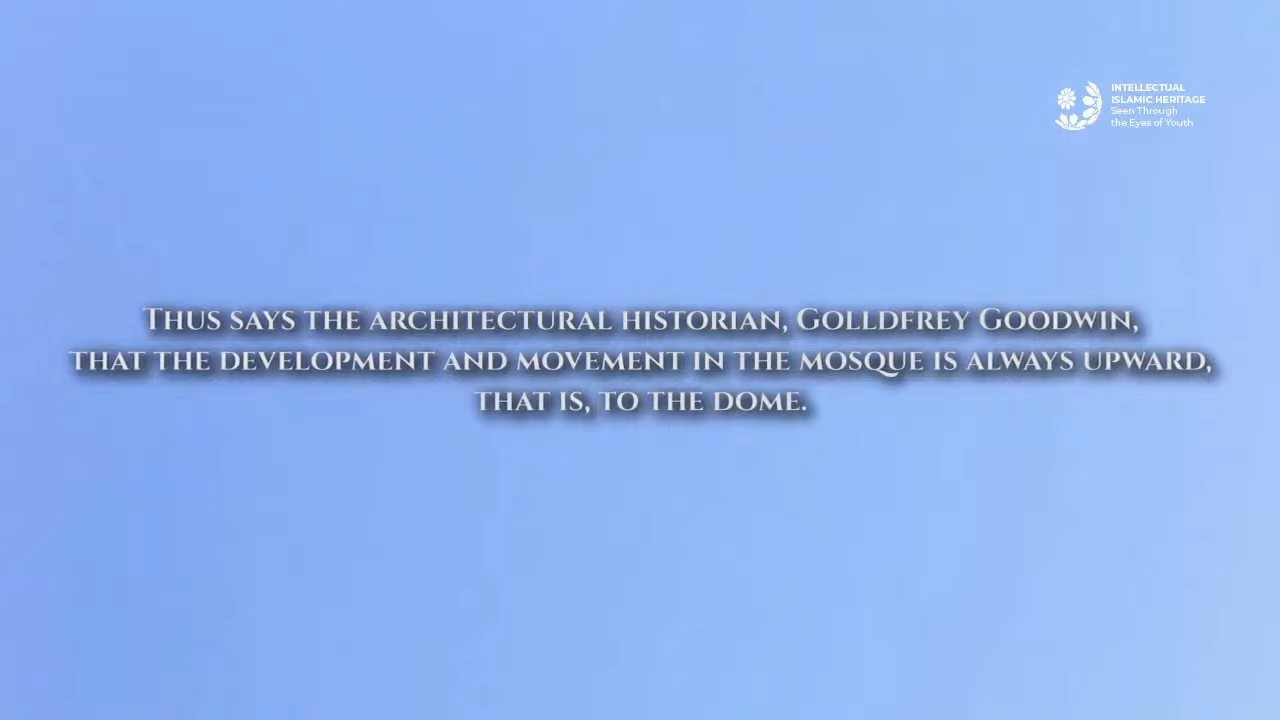 INTELLECTUAL
ISLAMIC HERITAGE
Seen Through
the Eyes of Youth
Thus says the architectural historian, Golldfrey Goodwin,
that the development and movement in the mosque is always upward,
that is, to the dome.